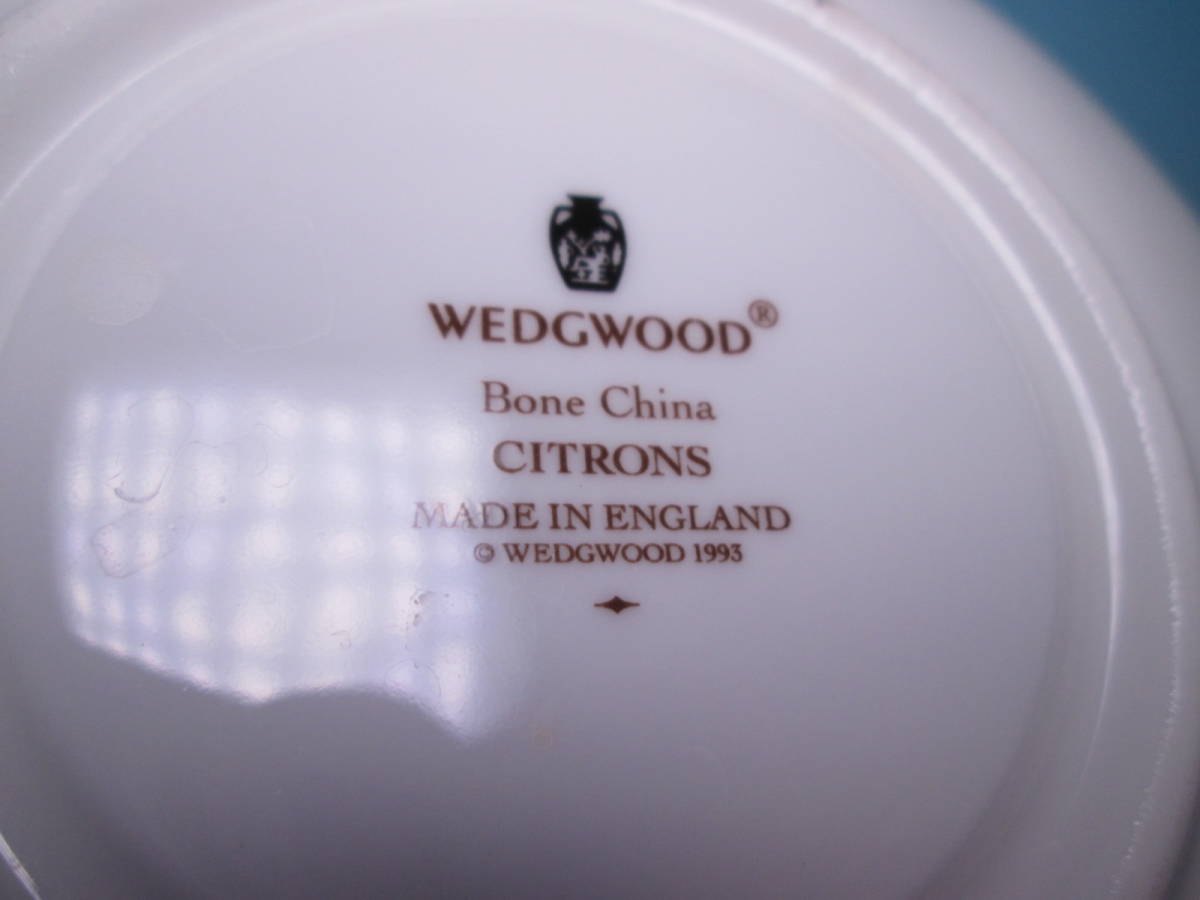 WEDGWOOD®
Bone China
CITRONS
MADE IN ENGLAND
© WEDGWOOD 1993